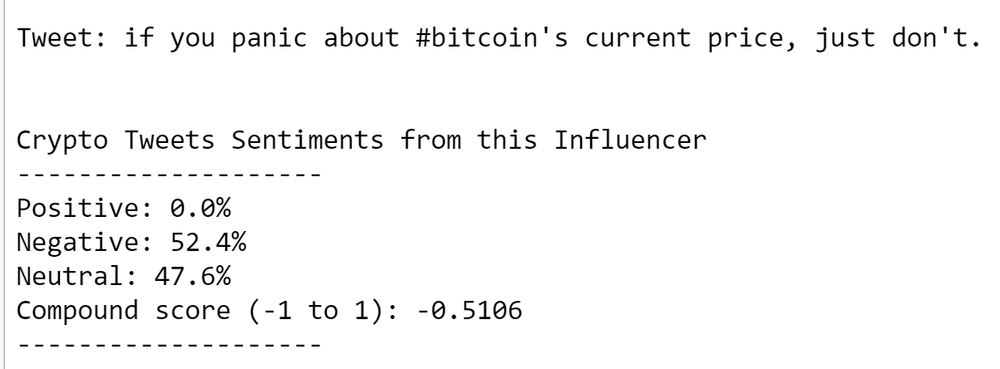 Tweet: if you panic about #bitcoin's current price, just don't.
Crypto Tweets Sentiments from this Influencer
--------------------
Positive: 0.0%
Negative: 52.4%
Neutral: 47.6%
Compound score (-1 to 1): -0.5106
--------------------